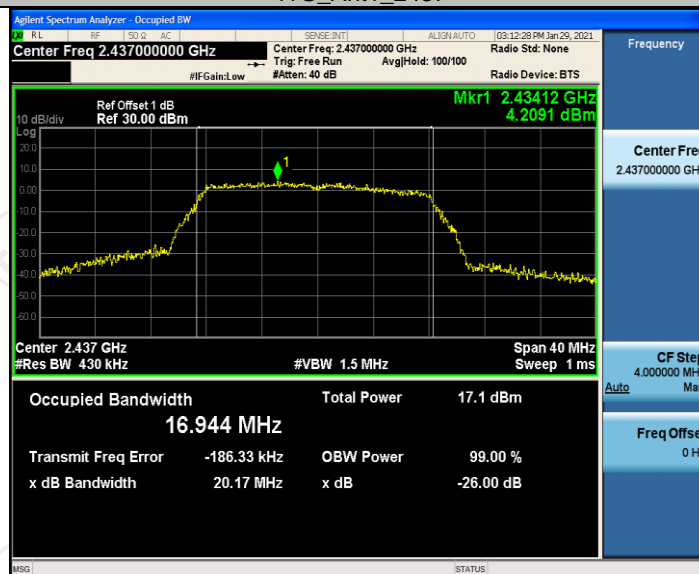 Agilent Spectrum Analyzer - Occupied BW
RL RF 50 Ω AC SENSE:INT ALIGN AUTO 03:12:28 PM Jan 29, 2021
Center Freq 2.437000000 GHz
Center Freq: 2.437000000 GHz Radio Std: None
Trig: Free Run Avg|Hold: 100/100
#IFGain:Low #Atten: 40 dB Radio Device: BTS
Frequency
Ref Offset 1 dB
10 dB/div Ref 30.00 dBm
Mkr1 2.43412 GHz
4.2091 dBm
Log
20.0
10.0
0.00
-10.0
-20.0
-30.0
-40.0
-50.0
-60.0
1
Center Fre
2.437000000 GH
Center 2.437 GHz Span 40 MHz
#Res BW 430 kHz #VBW 1.5 MHz Sweep 1 ms
CF Step
4.000000 MH
Auto Ma
Occupied Bandwidth Total Power 17.1 dBm
16.944 MHz
Transmit Freq Error -186.33 kHz OBW Power 99.00 %
x dB Bandwidth 20.17 MHz x dB -26.00 dB
Freq Offse
0 H
MSG STATUS